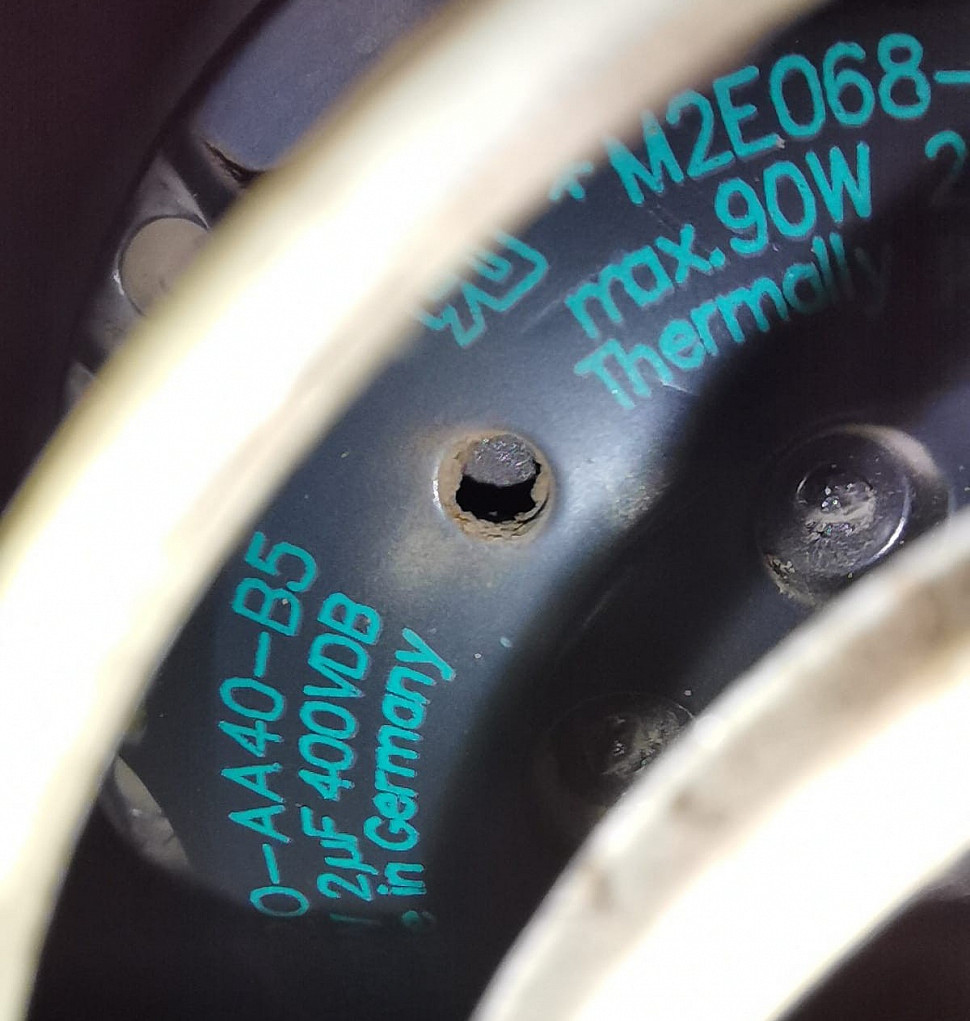 M2E068-
max. 90W
Thermally
0-AA40-B5
2µF 400VDB
in Germany